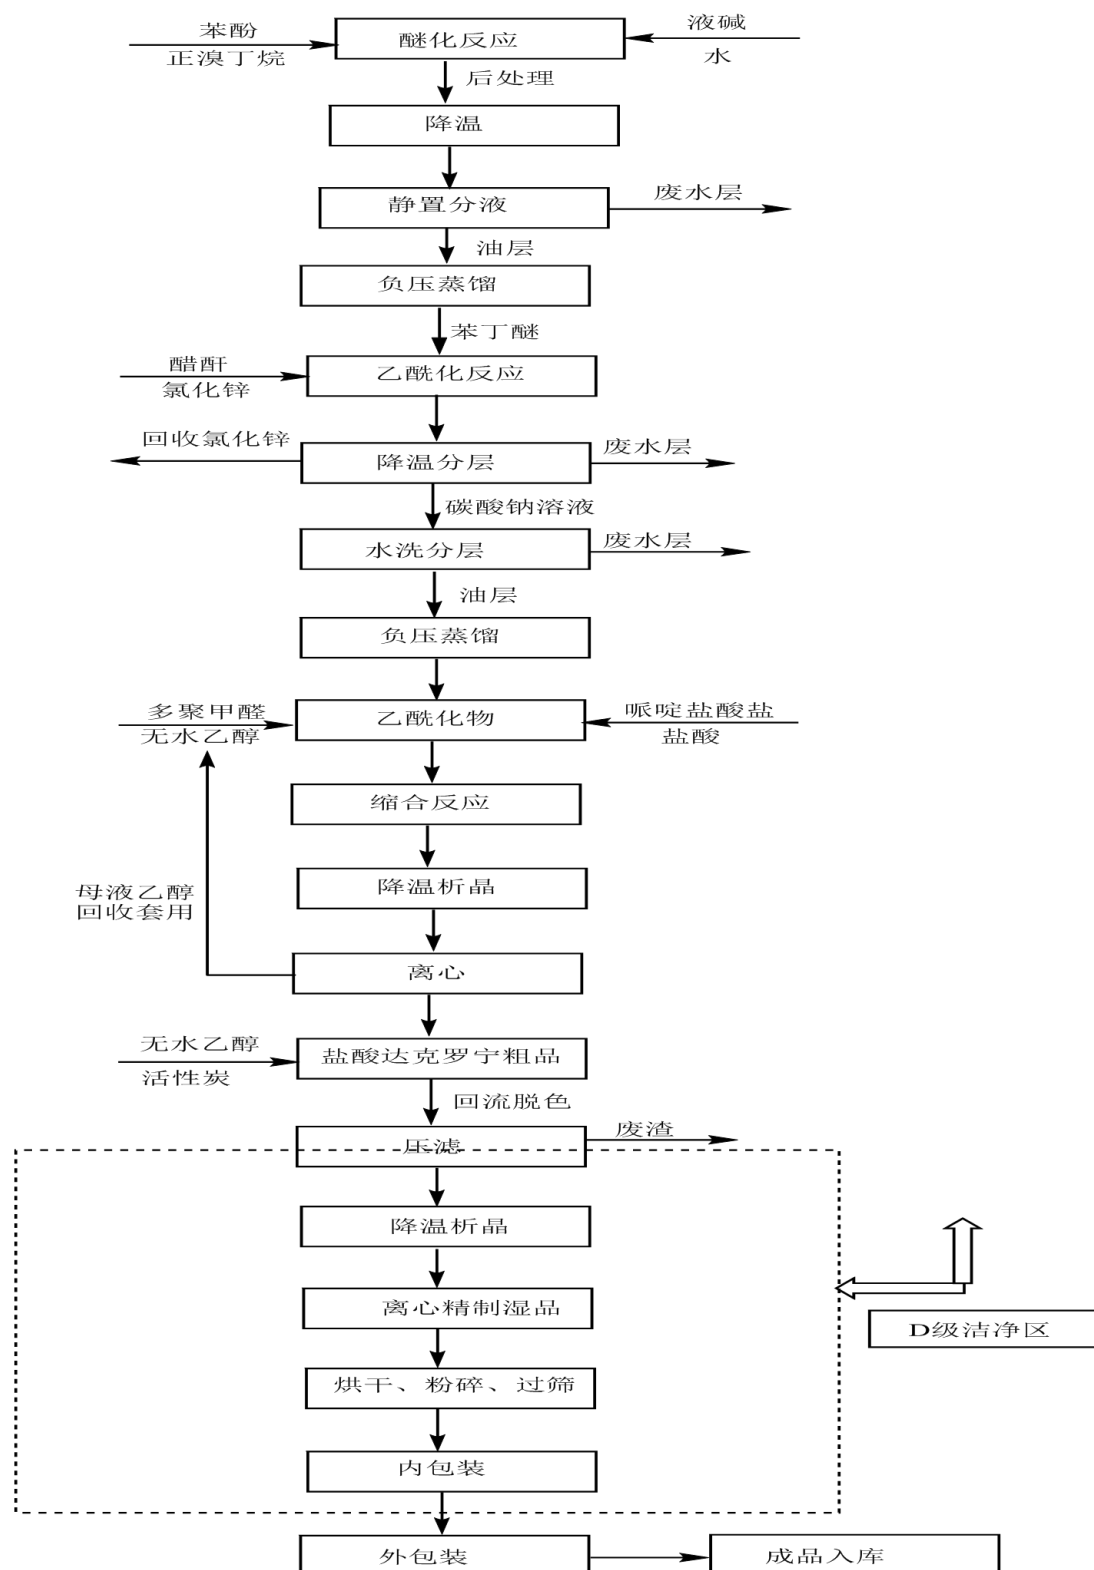 苯酚
正溴丁烷
醚化反应
液碱
水
后处理
降温
静置分液
废水层
油层
负压蒸馏
苯丁醚
醋酐
氯化锌
乙酰化反应
回收氯化锌
降温分层
废水层
碳酸钠溶液
水洗分层
废水层
油层
负压蒸馏
多聚甲醛
无水乙醇
乙酰化物
哌啶盐酸盐
盐酸
缩合反应
降温析晶
母液乙醇
回收套用
离心
无水乙醇
活性炭
盐酸达克罗宁粗品
回流脱色
压滤
废渣
降温析晶
离心精制湿品
D级洁净区
烘干、粉碎、过筛
内包装
外包装
成品入库